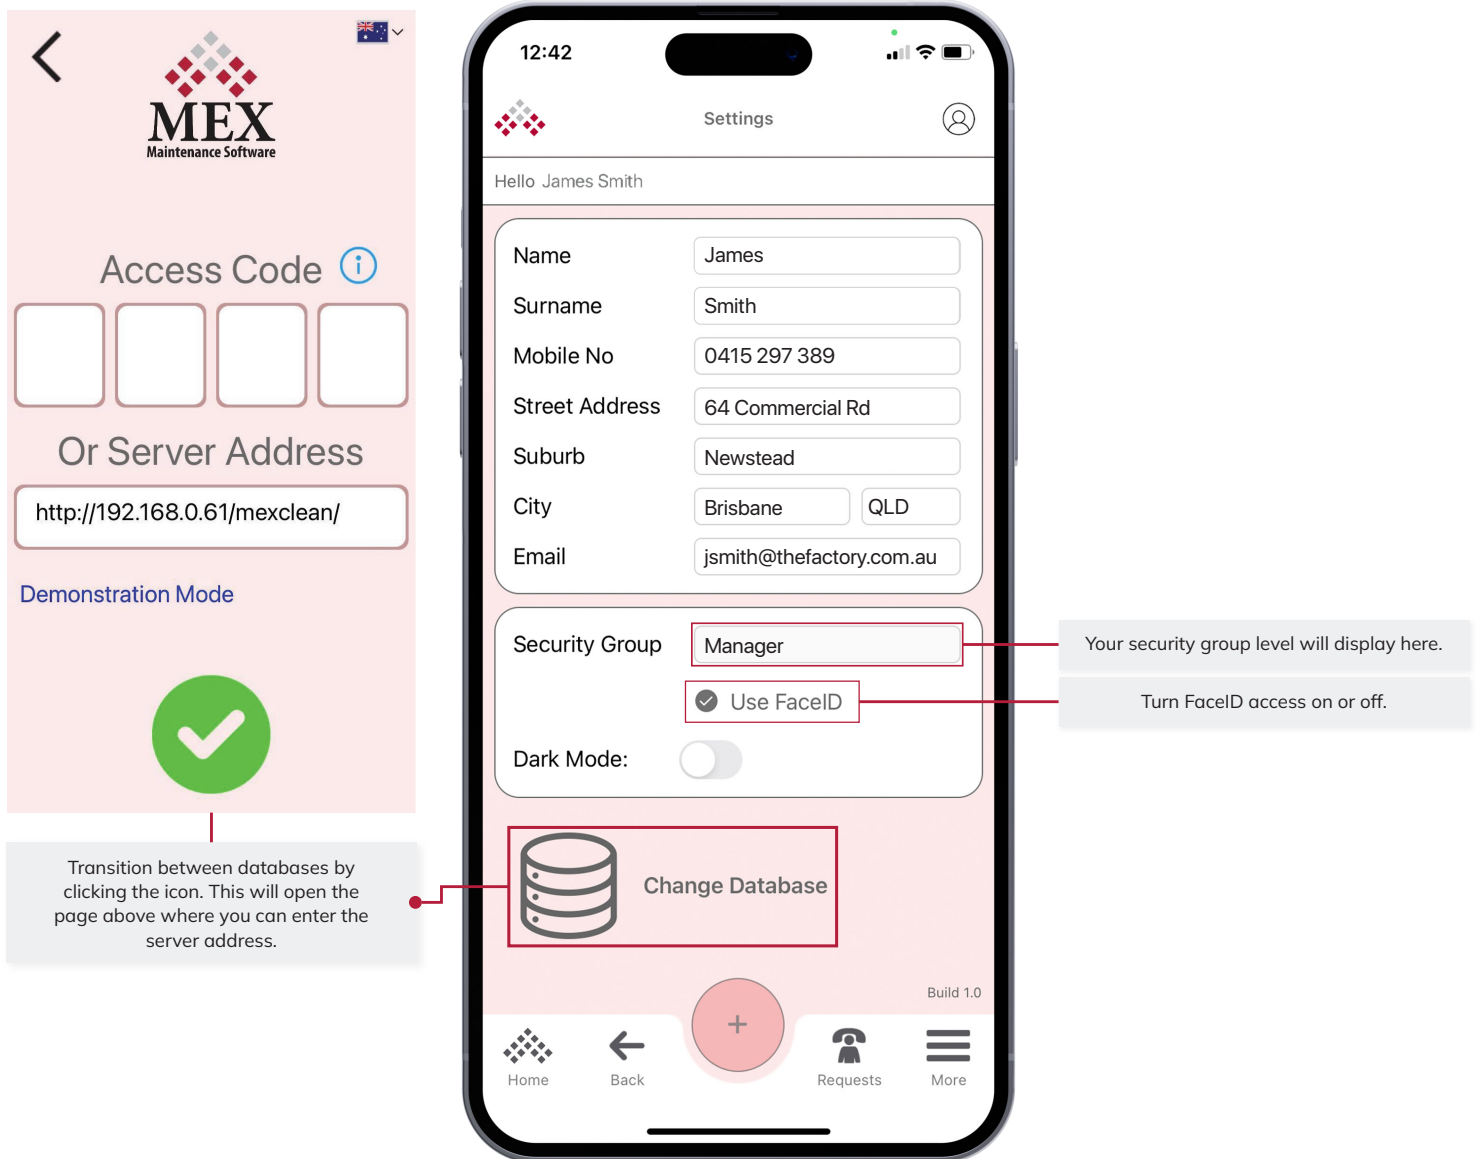 MEX
Maintenance Software
Access Code
Or Server Address
http://192.168.0.61/mexclean/
Demonstration Mode
Transition between databases by
clicking the icon. This will open the
page above where you can enter the
server address.
12:42
Settings
Hello James Smith
Name James
Surname Smith
Mobile No 0415 297 389
Street Address 64 Commercial Rd
Suburb Newstead
City Brisbane QLD
Email jsmith@thefactory.com.au
Security Group Manager
Use FaceID
Dark Mode:
Change Database
Build 1.0
+
Home Back Requests More
Your security group level will display here.
Turn FaceID access on or off.